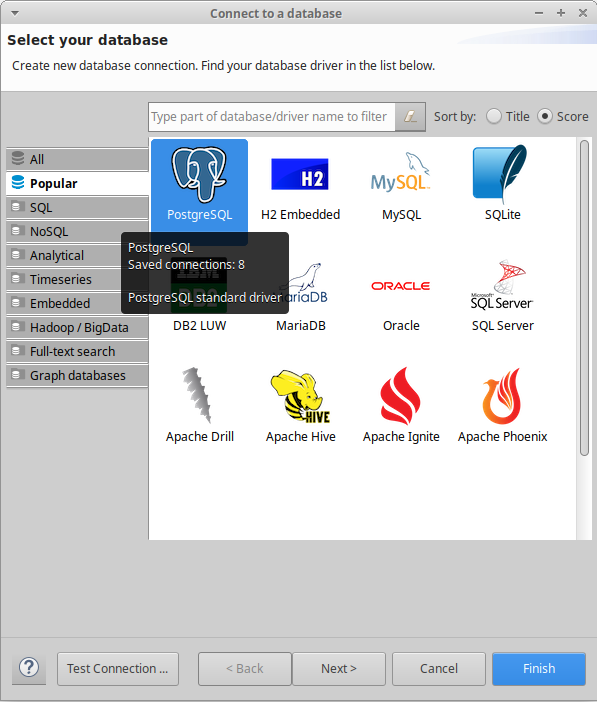 Connect to a database
Select your database
Create new database connection. Find your database driver in the list below.
Type part of database/driver name to filter
Sort by:
Title
Score
All
Popular
SQL
NoSQL
Analytical
Timeseries
Embedded
Hadoop / BigData
Full-text search
Graph databases
PostgreSQL
H2
H2 Embedded
MySQL™
MySQL
SQLite
PostgreSQL
Saved connections: 8
PostgreSQL standard driver
IBM
DB2
DB2 LUW
MariaDB
MariaDB
ORACLE
Oracle
Microsoft
SQL Server
SQL Server
Apache Drill
HIVE
Apache Hive
Apache Ignite
Apache Phoenix
?
Test Connection ...
< Back
Next >
Cancel
Finish